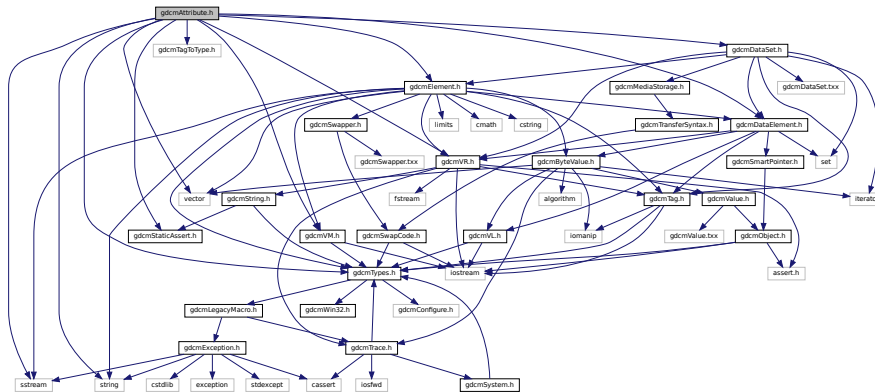 gdcmAttribute.h
gdcmTagToType.h
gdcmDataSet.h
gdcmElement.h
gdcmMediaStorage.h
gdcmDataSet.txx
gdcmSwapper.h
limits
cmath
cstring
gdcmTransferSyntax.h
gdcmDataElement.h
gdcmSwapper.txx
gdcmVR.h
gdcmByteValue.h
gdcmSmartPointer.h
set
vector
gdcmString.h
fstream
algorithm
gdcmTag.h
gdcmValue.h
iterator
gdcmStaticAssert.h
gdcmVM.h
gdcmSwapCode.h
gdcmVL.h
iomanip
gdcmValue.txx
gdcmObject.h
gdcmTypes.h
iostream
assert.h
gdcmLegacyMacro.h
gdcmWin32.h
gdcmConfigure.h
gdcmException.h
gdcmTrace.h
sstream
string
cstdlib
exception
stdexcept
cassert
iosfwd
gdcmSystem.h